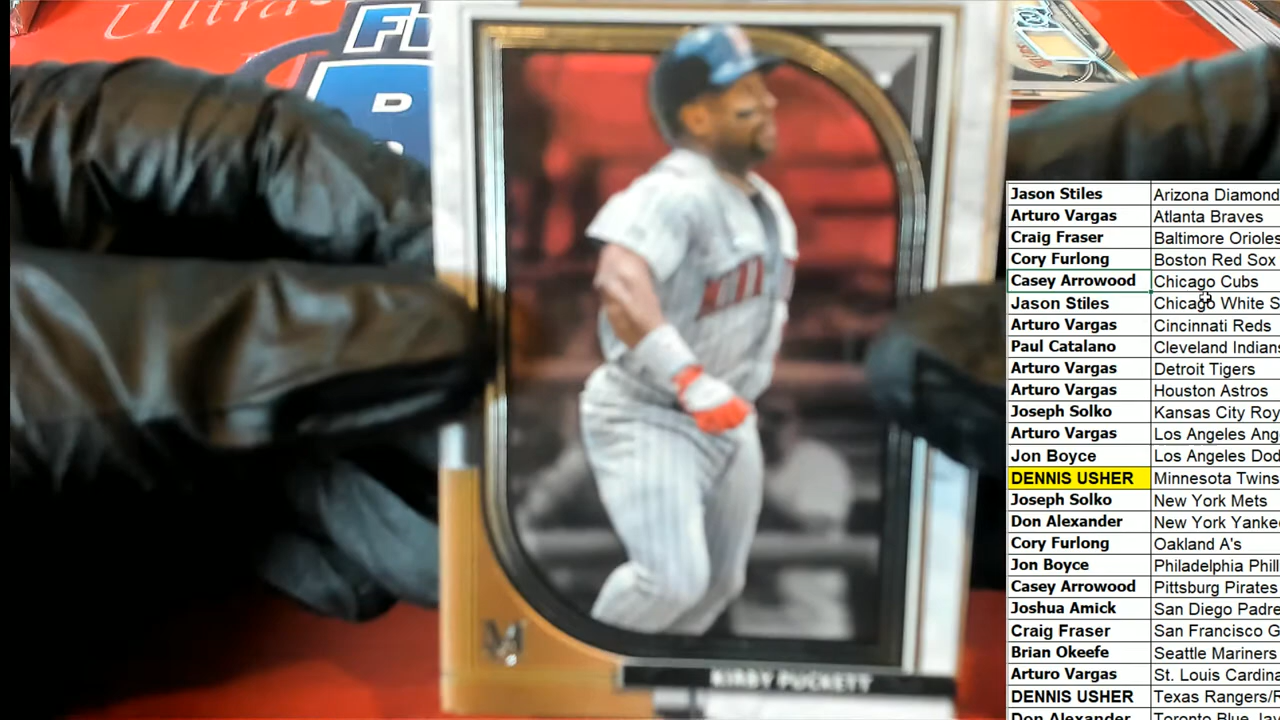 Ultra
D
KIRBY PUCKETT
Jason Stiles Arizona Diamond
Arturo Vargas Atlanta Braves
Craig Fraser Baltimore Orioles
Cory Furlong Boston Red Sox
Casey Arrowood Chicago Cubs
Jason Stiles Chicago White S
Arturo Vargas Cincinnati Reds
Paul Catalano Cleveland Indians
Arturo Vargas Detroit Tigers
Arturo Vargas Houston Astros
Joseph Solko Kansas City Roy
Arturo Vargas Los Angeles Ang
Jon Boyce Los Angeles Dod
DENNIS USHER Minnesota Twins
Joseph Solko New York Mets
Don Alexander New York Yanke
Cory Furlong Oakland A's
Jon Boyce Philadelphia Phill
Casey Arrowood Pittsburg Pirates
Joshua Amick San Diego Padre
Craig Fraser San Francisco G
Brian Okeefe Seattle Mariners
Arturo Vargas St. Louis Cardina
DENNIS USHER Texas Rangers/R
Don Alexander Toronto Blue Jay